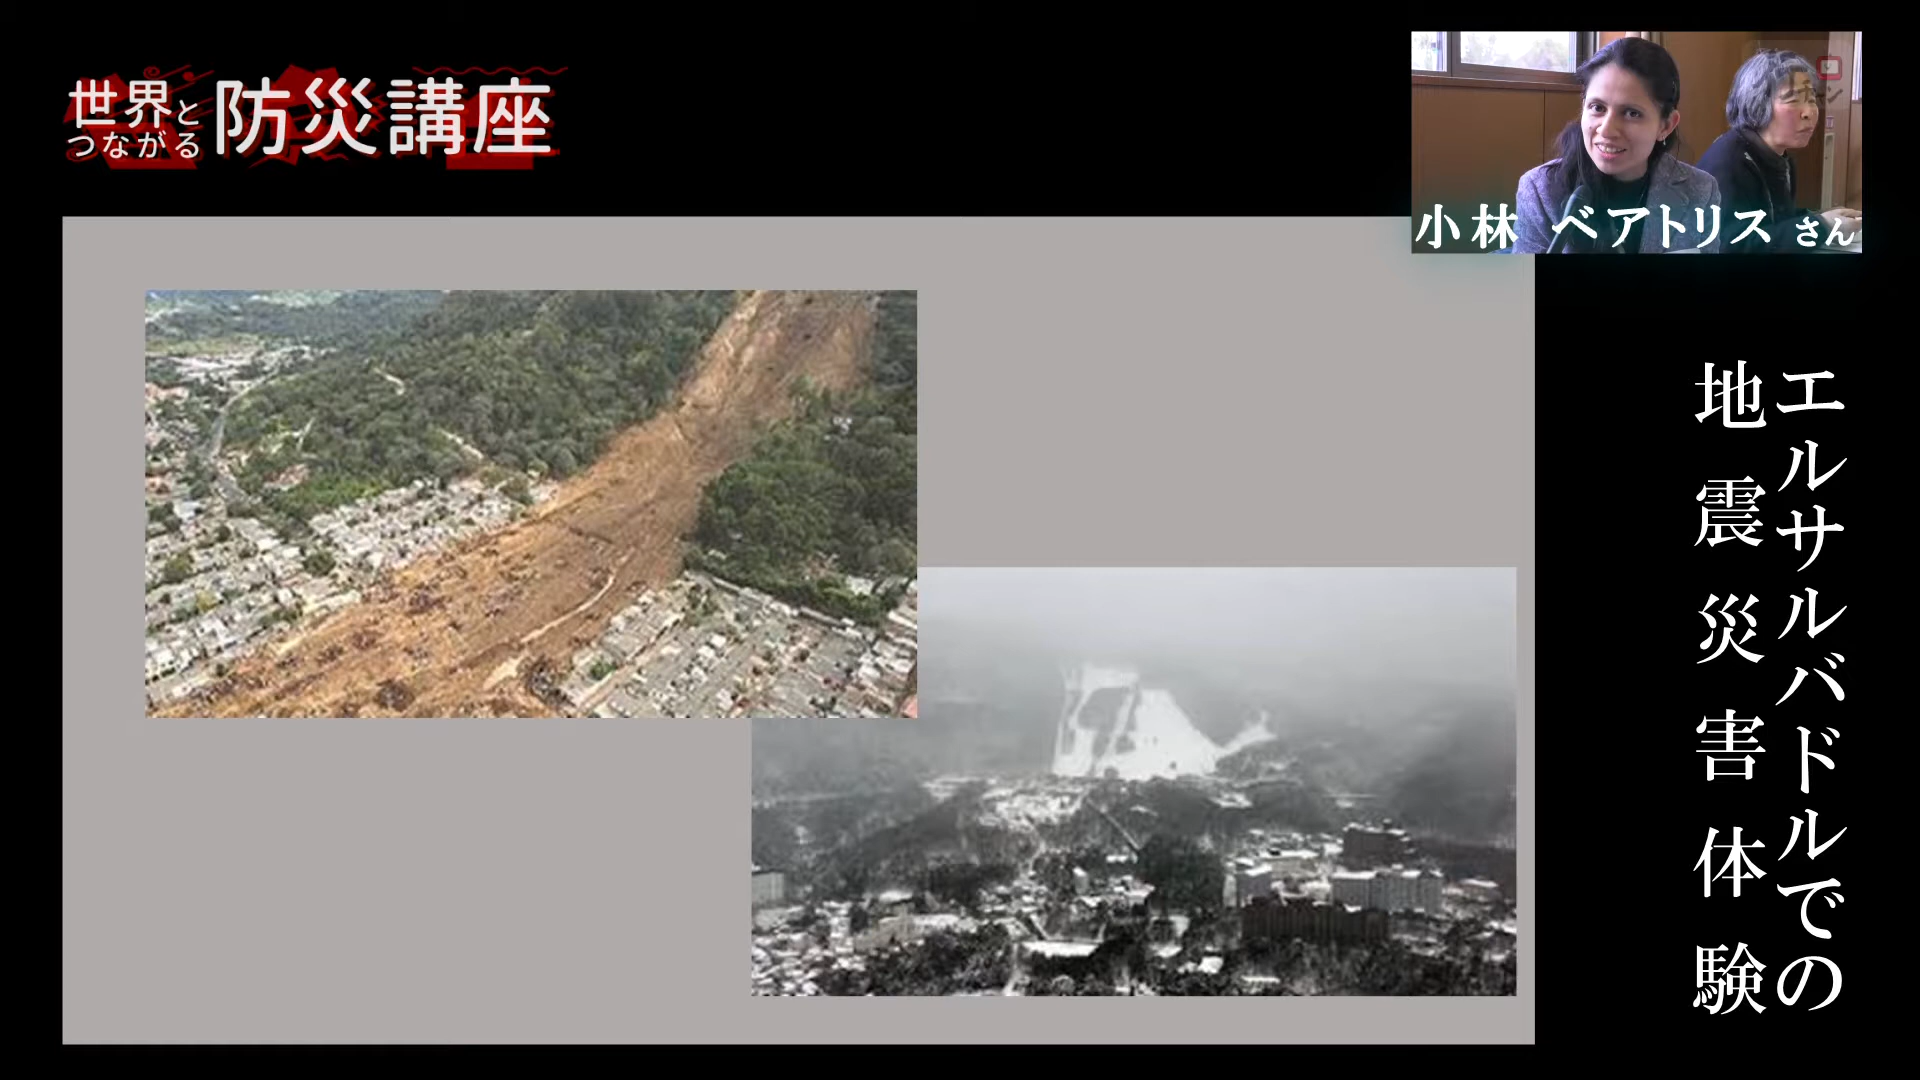 世界と
つながる
防災講座
小林 ベアトリス さん
エルサルバドルでの
地震災害体験